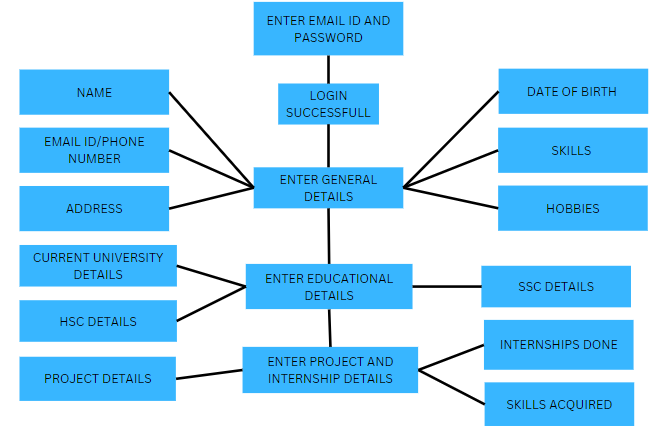 ENTER EMAIL ID AND
PASSWORD
LOGIN
SUCCESSFULL
NAME
EMAIL ID/PHONE
NUMBER
ADDRESS
ENTER GENERAL
DETAILS
DATE OF BIRTH
SKILLS
HOBBIES
CURRENT UNIVERSITY
DETAILS
HSC DETAILS
ENTER EDUCATIONAL
DETAILS
SSC DETAILS
PROJECT DETAILS
ENTER PROJECT AND
INTERNSHIP DETAILS
INTERNSHIPS DONE
SKILLS ACQUIRED